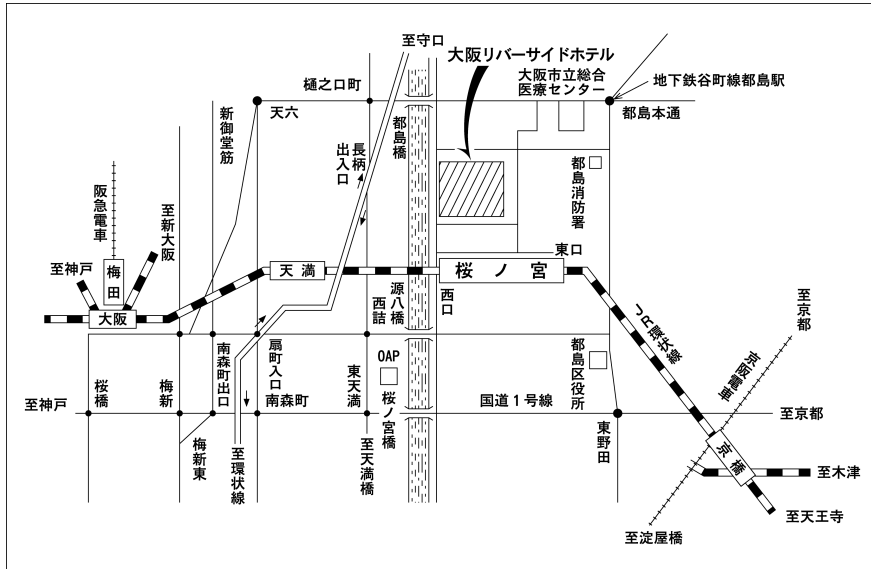 至守口
大阪リバーサイドホテル
大阪市立総合
医療センター
地下鉄谷町線都島駅
樋之口町
天六
都島本通
新御堂筋
都島橋
長柄
出入口
都島消防署
阪急電車
至新大阪
至神戸
梅田
大阪
天満
桜ノ宮
東口
西口
源八橋
西詰
JR環状線
至京都
京阪電車
南森町出口
扇町入口
東天満
OAP
桜ノ宮橋
都島区役所
至神戸
桜橋
梅新
南森町
国道1号線
至京都
梅新東
至環状線
至天満橋
東野田
京橋
至木津
至天王寺
至淀屋橋